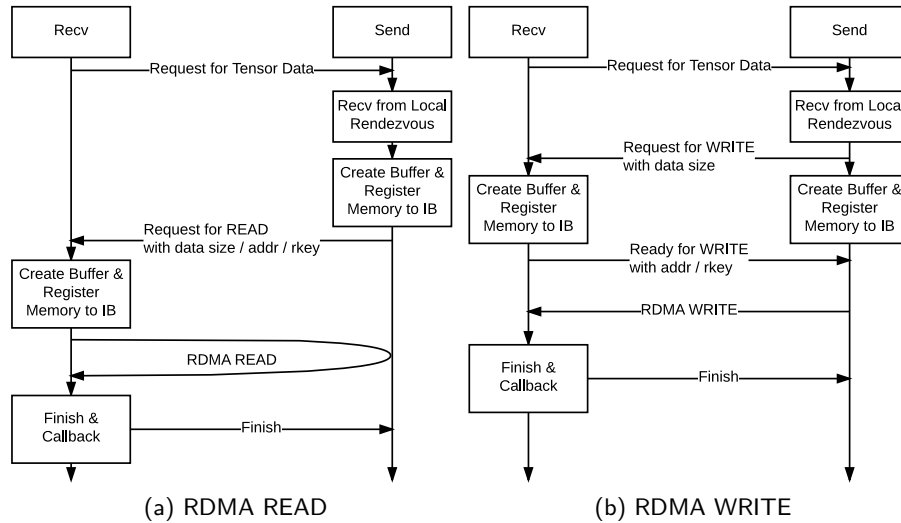 Recv
Send
Request for Tensor Data
Recv from Local
Rendezvous
Create Buffer &
Register
Memory to IB
Request for READ
with data size / addr / rkey
Create Buffer &
Register
Memory to IB
RDMA READ
Finish &
Callback
Finish
(a) RDMA READ
Recv
Send
Request for Tensor Data
Recv from Local
Rendezvous
Request for WRITE
with data size
Create Buffer &
Register
Memory to IB
Create Buffer &
Register
Memory to IB
Ready for WRITE
with addr / rkey
RDMA WRITE
Finish &
Callback
Finish
(b) RDMA WRITE